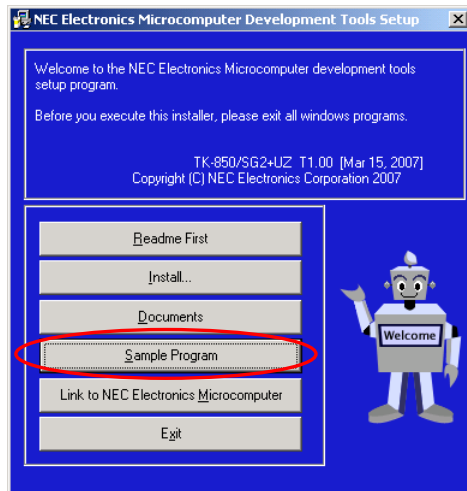 NEC Electronics Microcomputer Development Tools Setup
Welcome to the NEC Electronics Microcomputer development tools
setup program.
Before you execute this installer, please exit all windows programs.
TK-850/SG2+UZ T1.00 [Mar 15, 2007]
Copyright (C) NEC Electronics Corporation 2007
Readme First
Install...
Documents
Welcome
Sample Program
Link to NEC Electronics Microcomputer
Exit